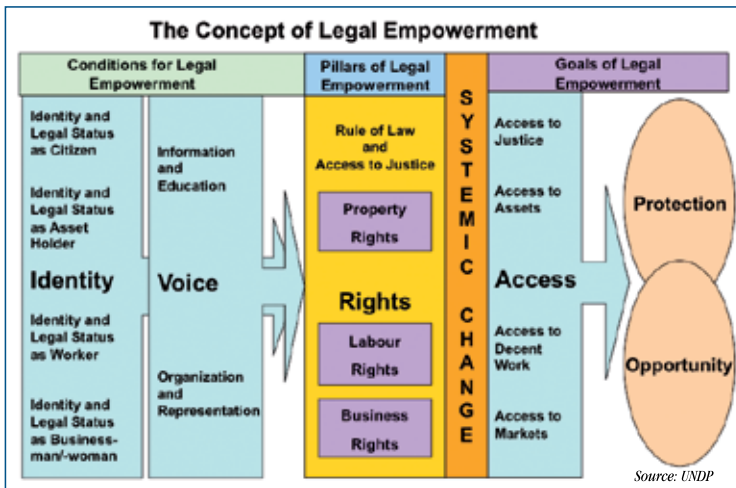 The Concept of Legal Empowerment
Conditions for Legal
Empowerment
Pillars of Legal
Empowerment
Goals of Legal
Empowerment
Identity and
Legal Status
as Citizen
Identity and
Legal Status
as Asset
Holder
Identity
Identity and
Legal Status
as Worker
Identity and
Legal Status
as Business-
man/-woman
Information
and
Education
Voice
Organization
and
Representation
Rule of Law
and
Access to Justice
Property
Rights
Rights
Labour
Rights
Business
Rights
SYSTEMIC CHANGE
Access to
Justice
Access to
Assets
Access
Access to
Decent
Work
Access to
Markets
Protection
Opportunity
Source: UNDP